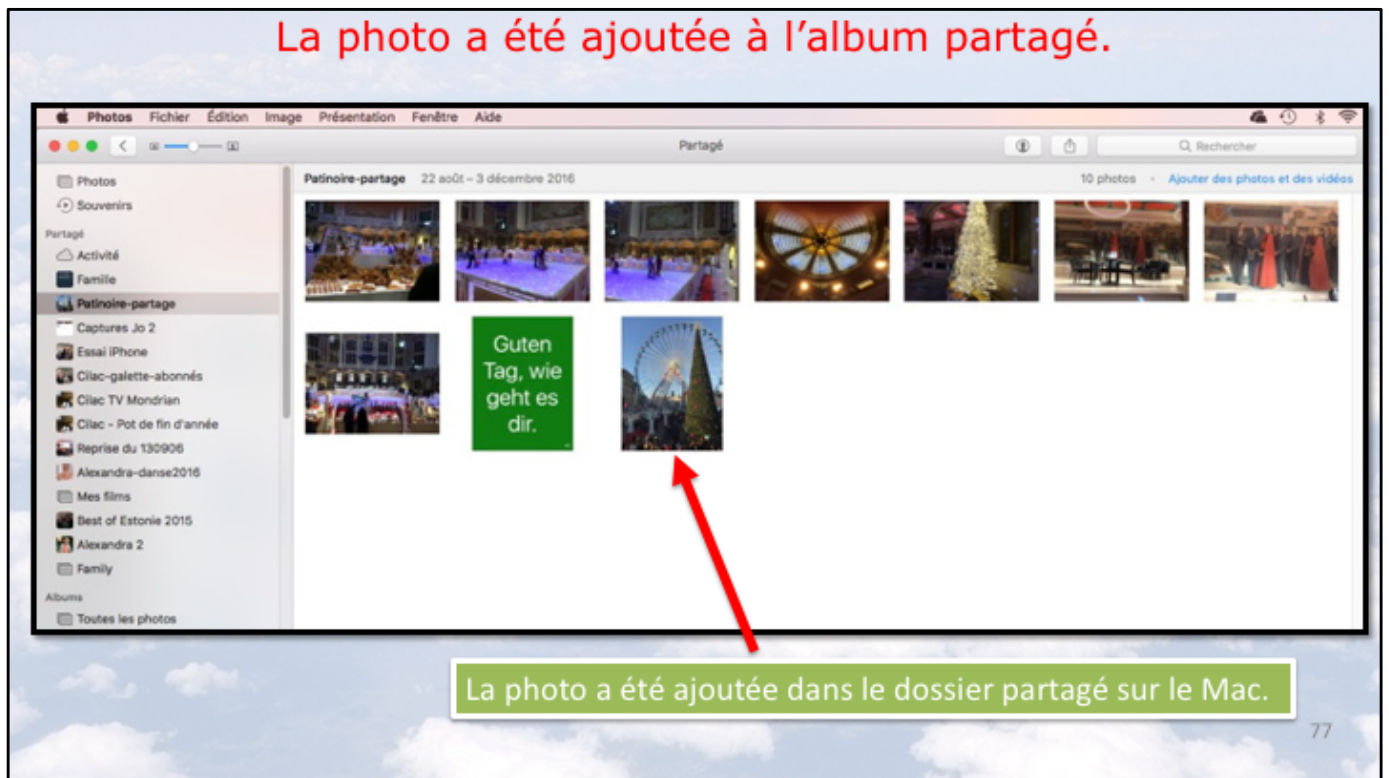 La photo a été ajoutée à l’album partagé.
Photos Fichier Édition Image Présentation Fenêtre Aide
Partagé
Rechercher
Photos
Souvenirs
Partagé
Activité
Famille
Patinoire-partage
Captures Jo 2
Essai iPhone
Cilac-galette-abonnés
Cilac TV Mondrian
Cilac - Pot de fin d'année
Reprise du 130906
Alexandra-danse2016
Mes films
Best of Estonie 2015
Alexandra 2
Family
Albums
Toutes les photos
Patinoire-partage 22 août – 3 décembre 2016
10 photos - Ajouter des photos et des vidéos
Guten
Tag, wie
geht es
dir.
La photo a été ajoutée dans le dossier partagé sur le Mac.
77